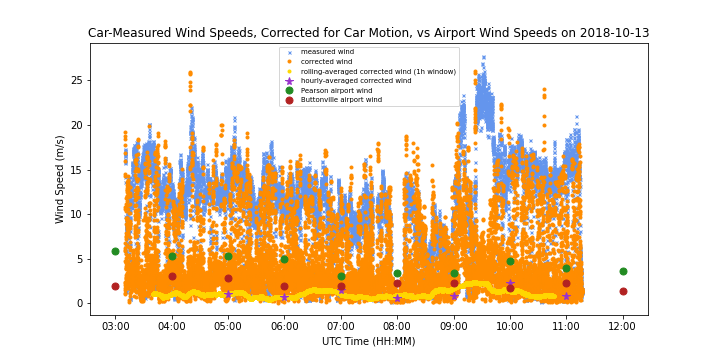 Car-Measured Wind Speeds, Corrected for Car Motion, vs Airport Wind Speeds on 2018-10-13
measured wind
corrected wind
rolling-averaged corrected wind (1h window)
hourly-averaged corrected wind
Pearson airport wind
Buttonville airport wind
Wind Speed (m/s)
25
20
15
10
5
0
03:00 04:00 05:00 06:00 07:00 08:00 09:00 10:00 11:00 12:00
UTC Time (HH:MM)